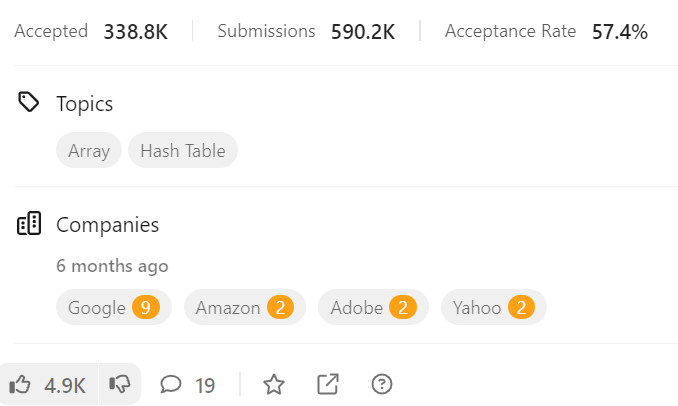 Accepted 338.8K Submissions 590.2K Acceptance Rate 57.4%
Topics
Array Hash Table
Companies
6 months ago
Google 9 Amazon 2 Adobe 2 Yahoo 2
4.9K 19